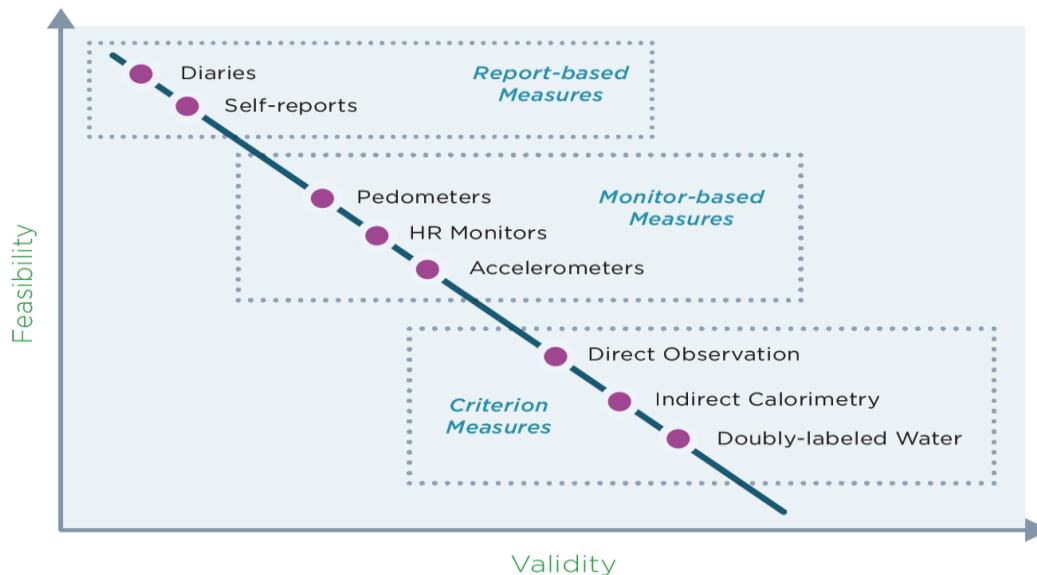 Diaries
Self-reports
Report-based
Measures
Pedometers
HR Monitors
Accelerometers
Monitor-based
Measures
Direct Observation
Indirect Calorimetry
Doubly-labeled Water
Criterion
Measures
Feasibility
Validity